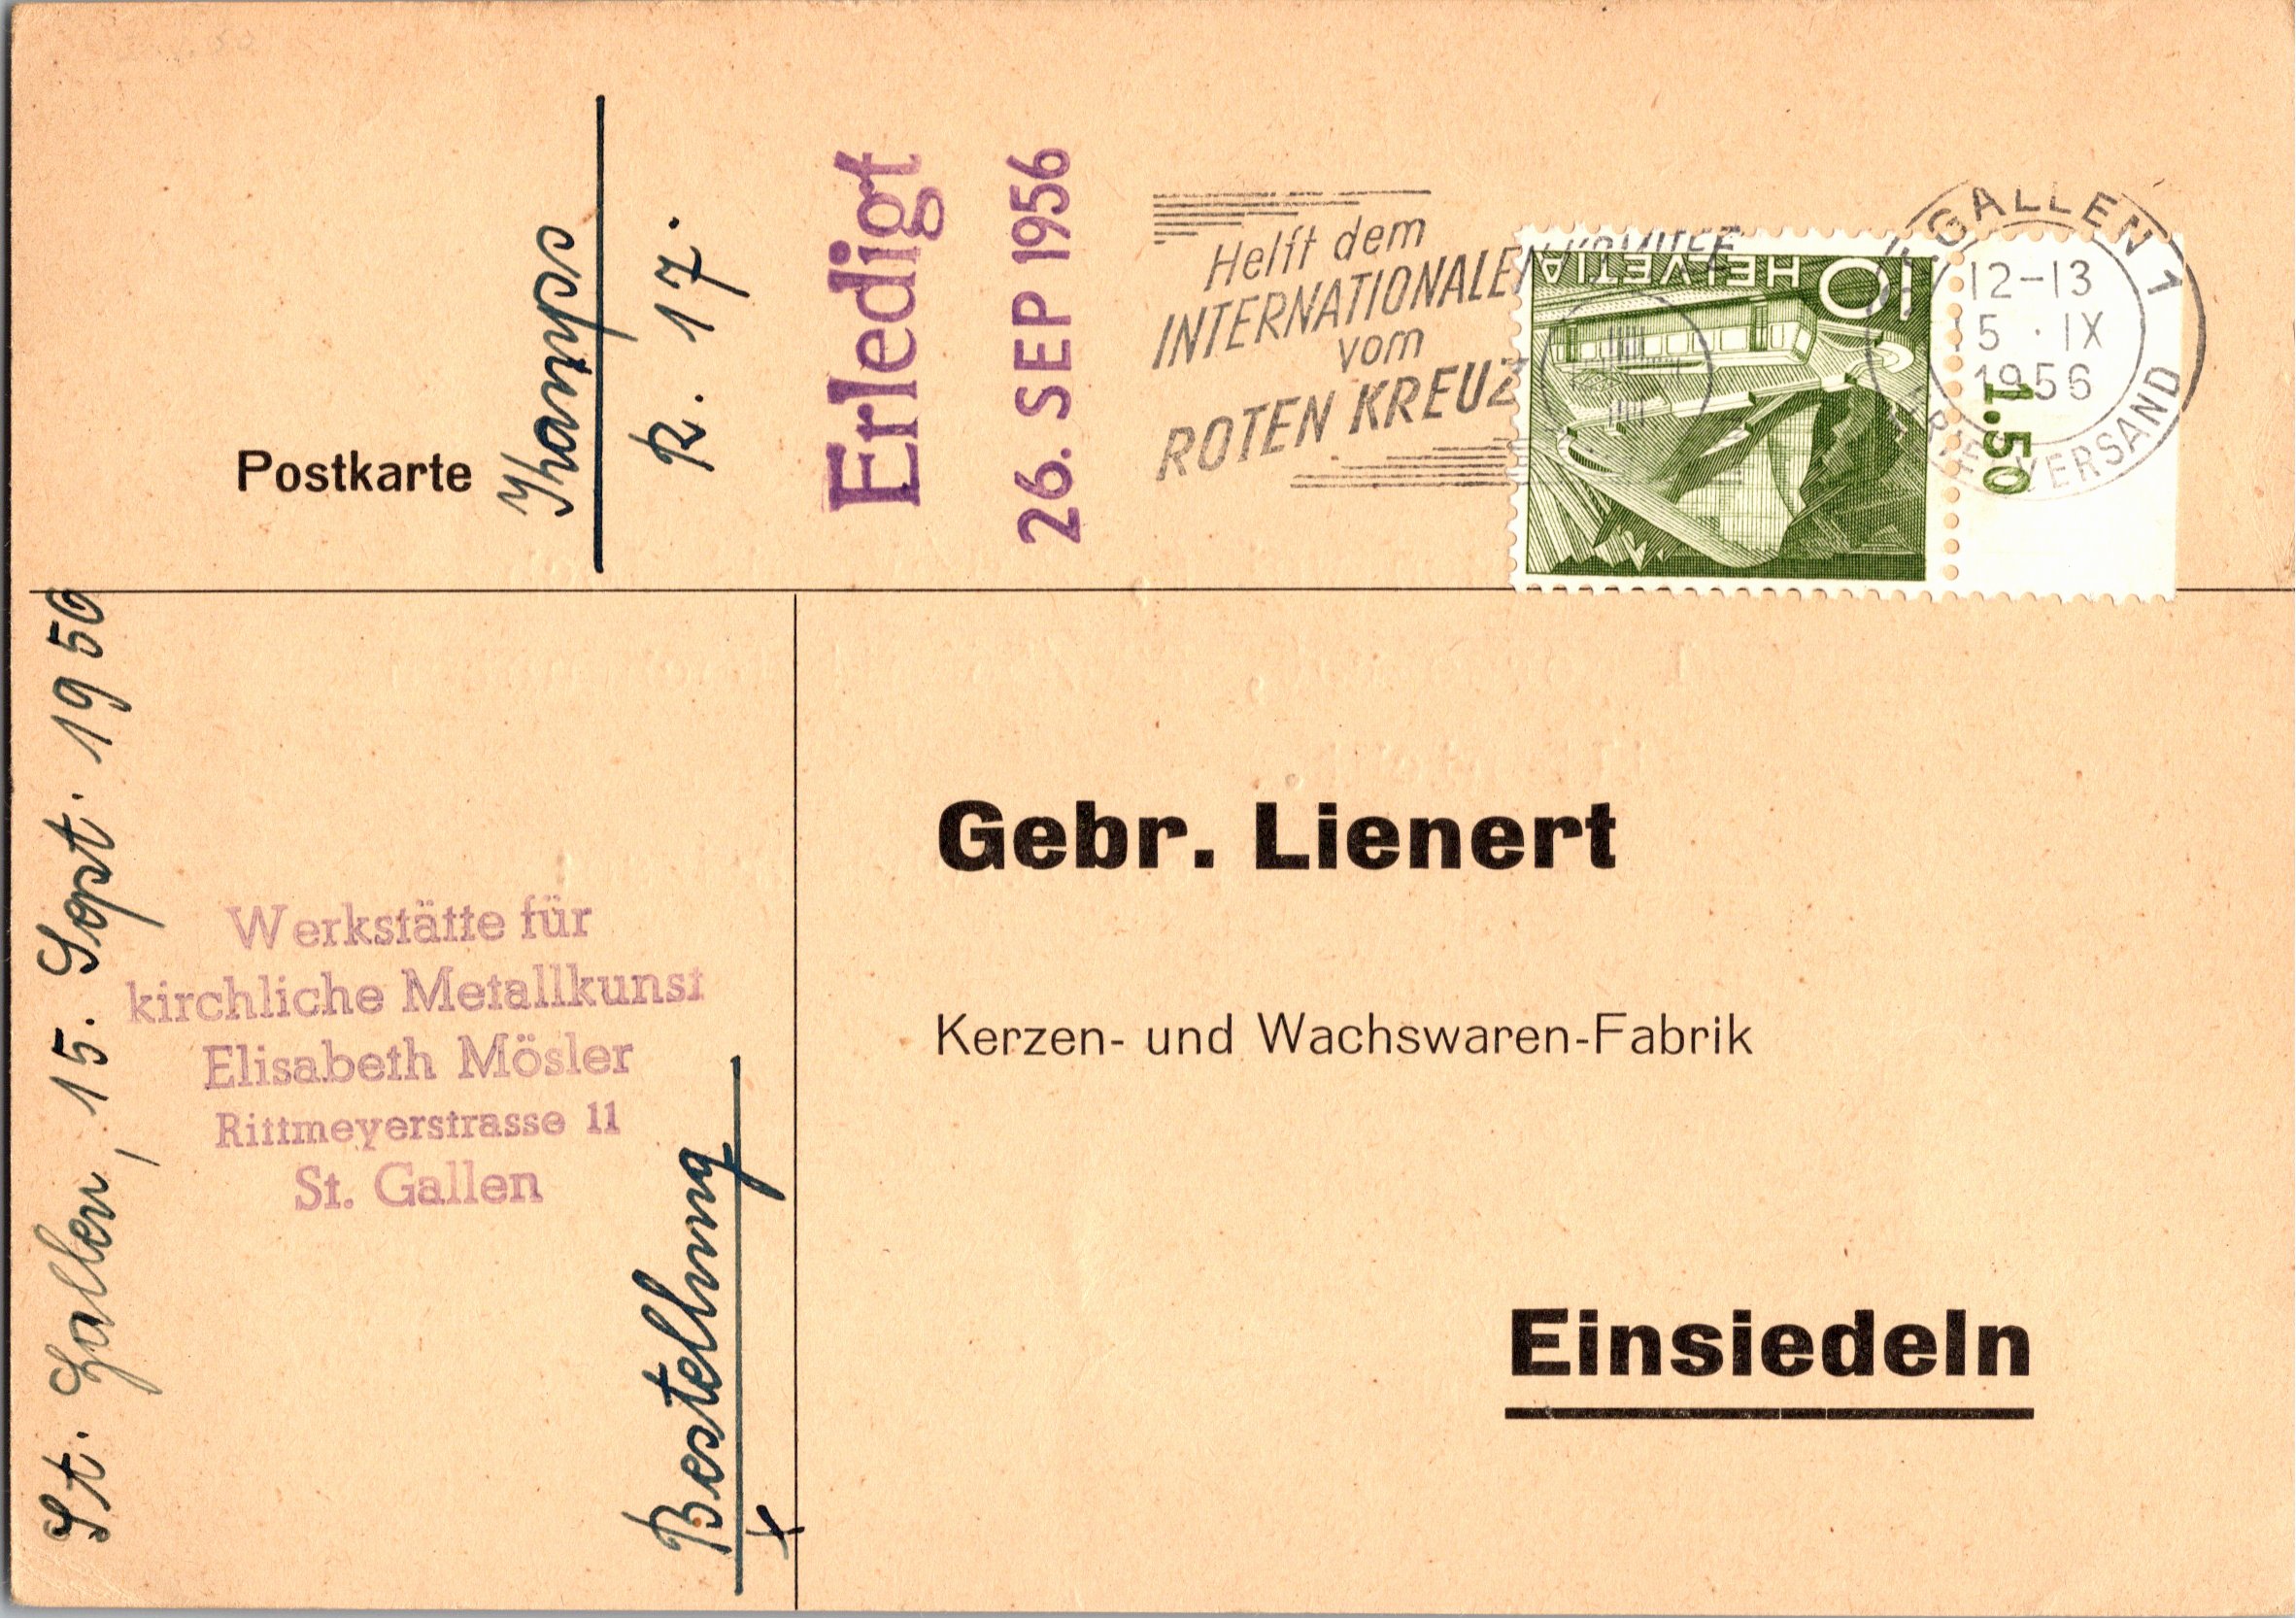 Postkarte
R. 17.
Erledigt
26. SEP 1956
Helft dem
INTERNATIONALEN KOMITEE
vom
ROTEN KREUZ
HELVETIA 10
1.50
GALLEN 1
12-13
5 · IX
1956
VERSAND
St. Gallen, 15. Sept. 1956
Werkstätte für
kirchliche Metallkunst
Elisabeth Mösler
Rittmeyerstrasse 11
St. Gallen
Bestellung
Gebr. Lienert
Kerzen- und Wachswaren-Fabrik
Einsiedeln